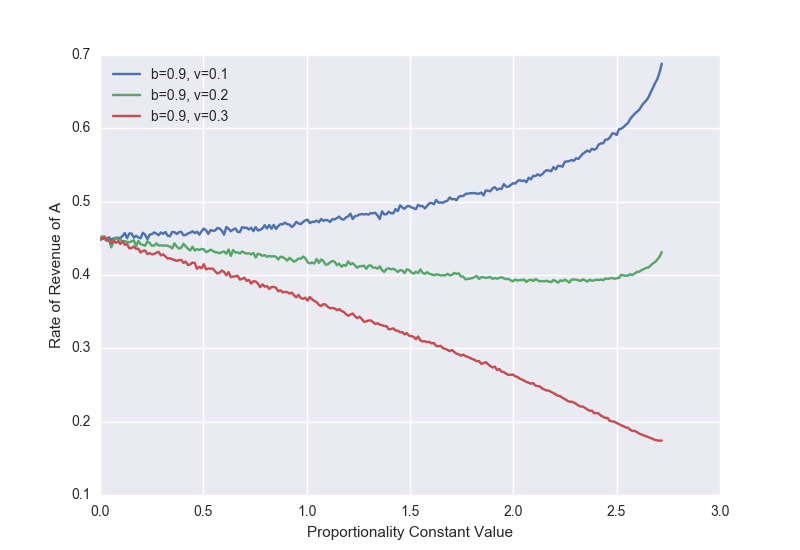 0.7
0.6
0.5
0.4
0.3
0.2
0.1
Rate of Revenue of A
b=0.9, v=0.1
b=0.9, v=0.2
b=0.9, v=0.3
0.0 0.5 1.0 1.5 2.0 2.5 3.0
Proportionality Constant Value